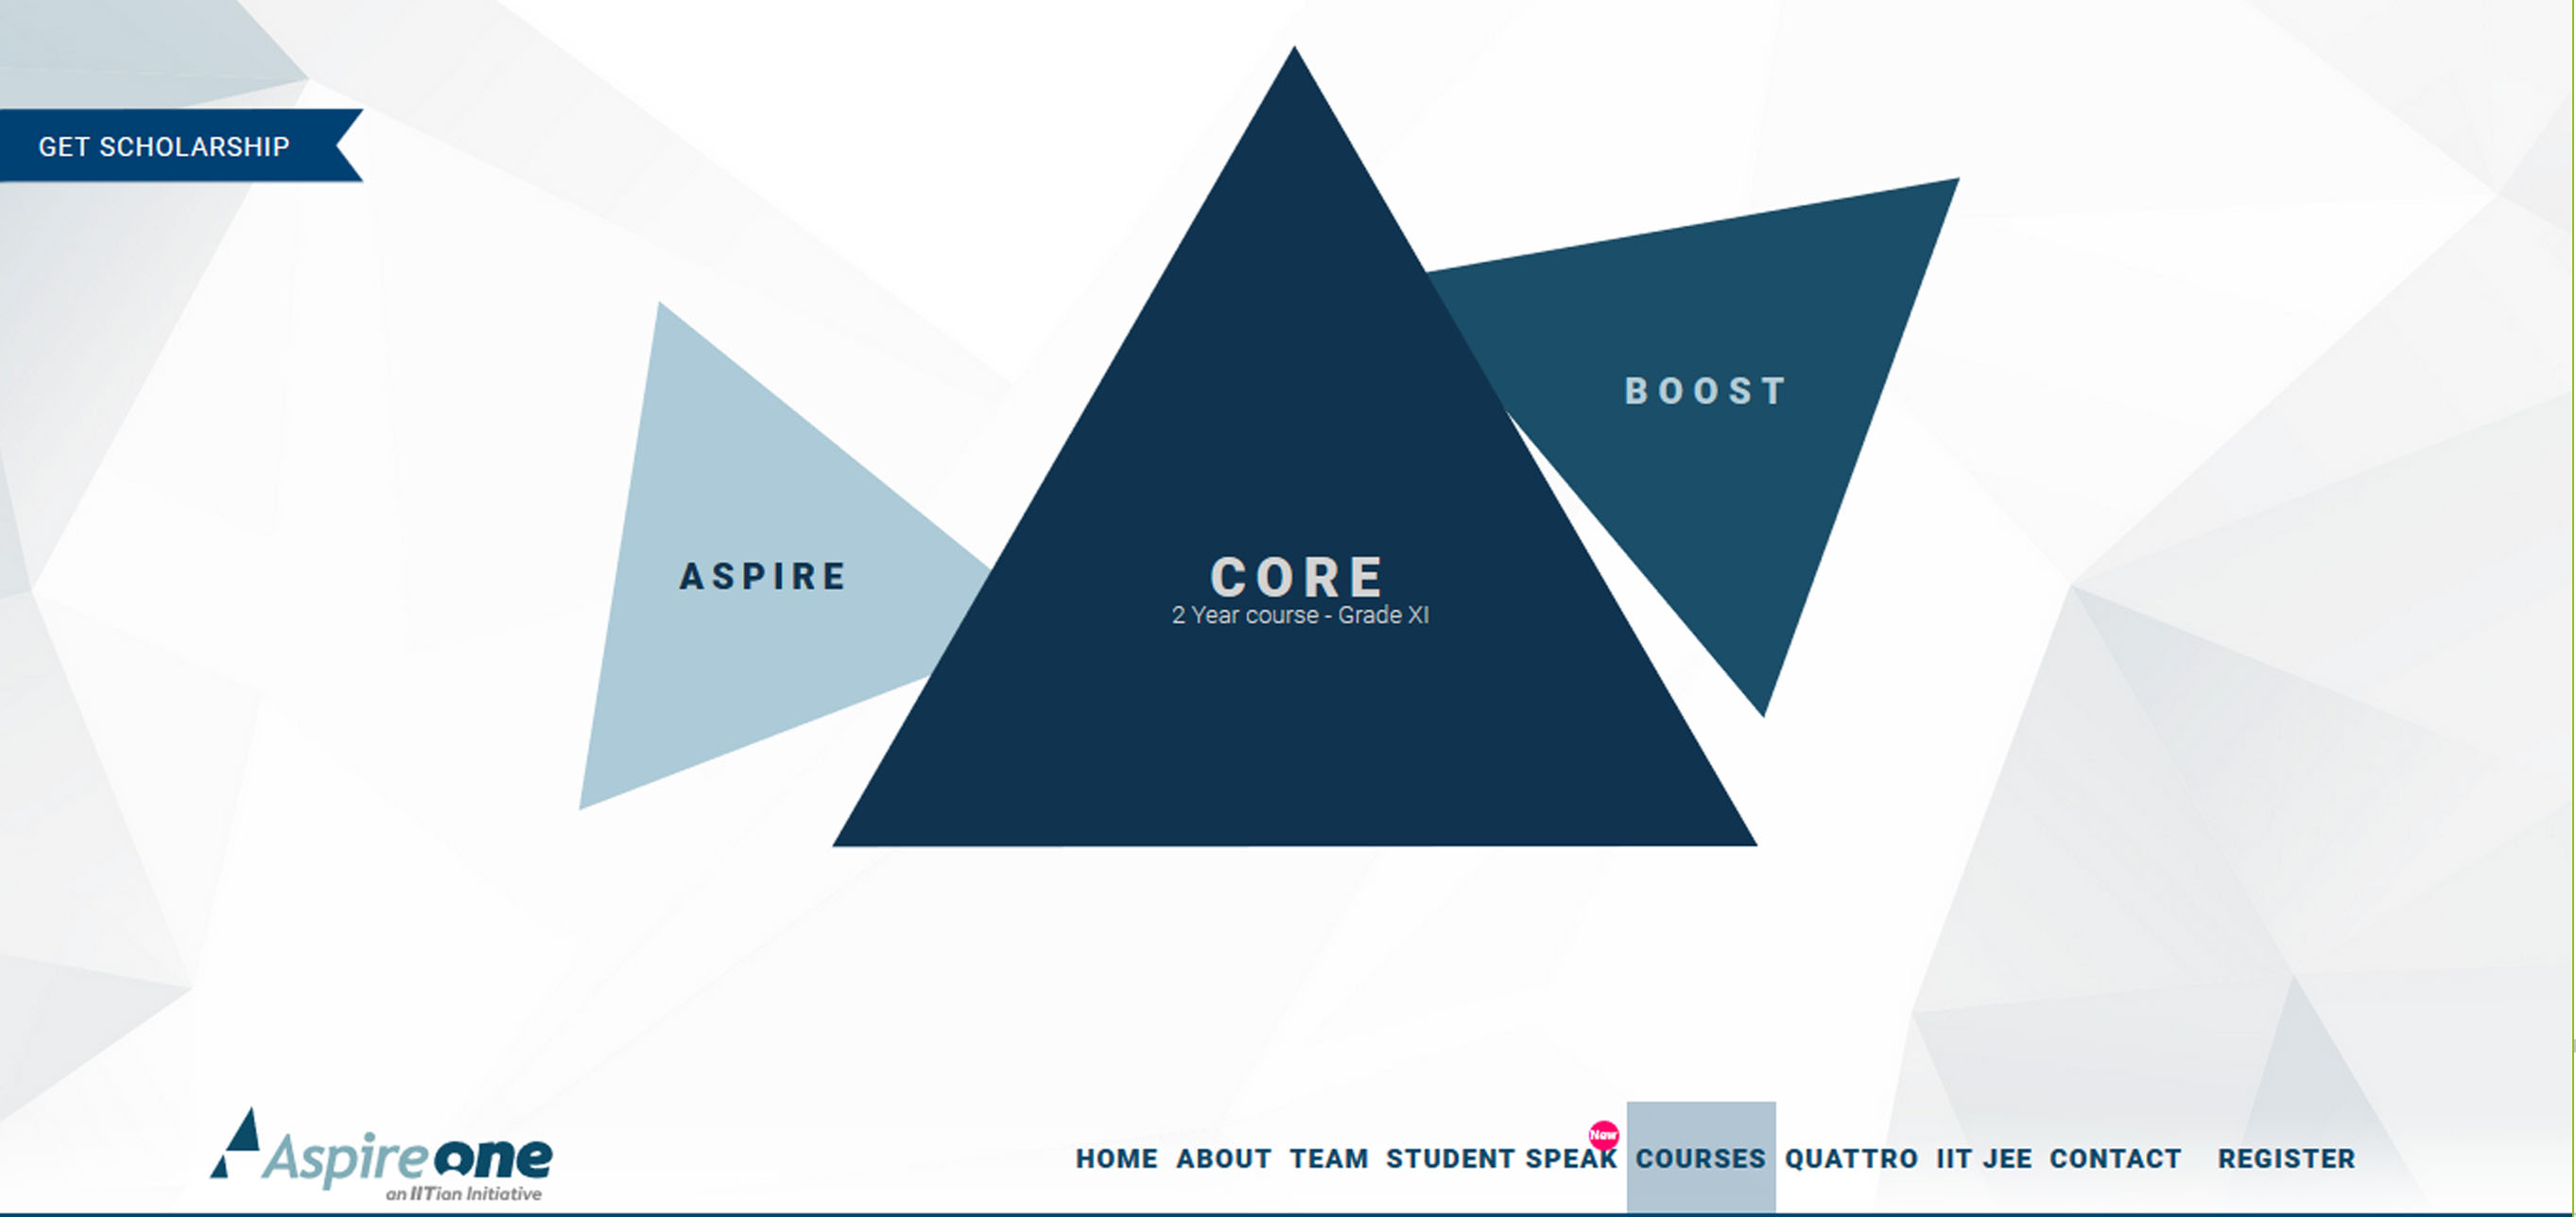 GET SCHOLARSHIP
BOOST
ASPIRE
CORE
2 Year course - Grade XI
Aspireone
an IITian Initiative
New
HOME ABOUT TEAM STUDENT SPEAK COURSES QUATTRO IIT JEE CONTACT REGISTER